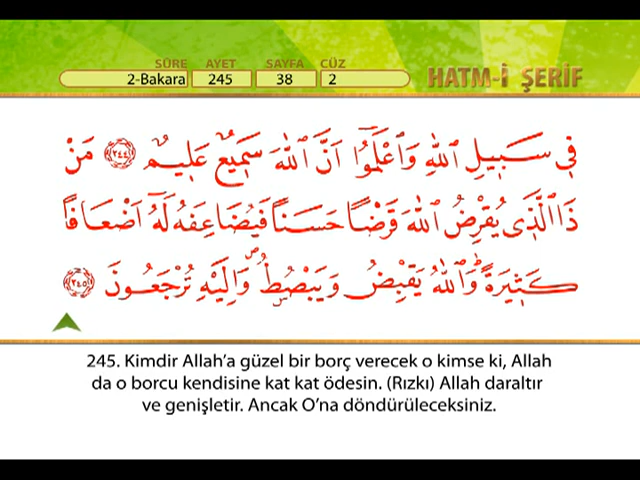 SÛRE AYET SAYFA CÜZ
2-Bakara 245 38 2
HATM-İ ŞERİF
فِي سَبِيلِ اللّٰهِ وَاعْلَمُٓوا اَنَّ اللّٰهَ سَمِيعٌ عَلِيمٌ ﴿٢٤٤﴾ مَنْ
ذَا الَّذِي يُقْرِضُ اللّٰهَ قَرْضًا حَسَنًا فَيُضَاعِفَهُ لَهُٓ اَضْعَافًا
كَثِيرَةًۜ وَاللّٰهُ يَقْبِضُ وَيَبْصُۣطُۖ وَاِلَيْهِ تُرْجَعُونَ ﴿٢٤٥﴾
245. Kimdir Allah’a güzel bir borç verecek o kimse ki, Allah
da o borcu kendisine kat kat ödesin. (Rızkı) Allah daraltır
ve genişletir. Ancak O’na döndürüleceksiniz.